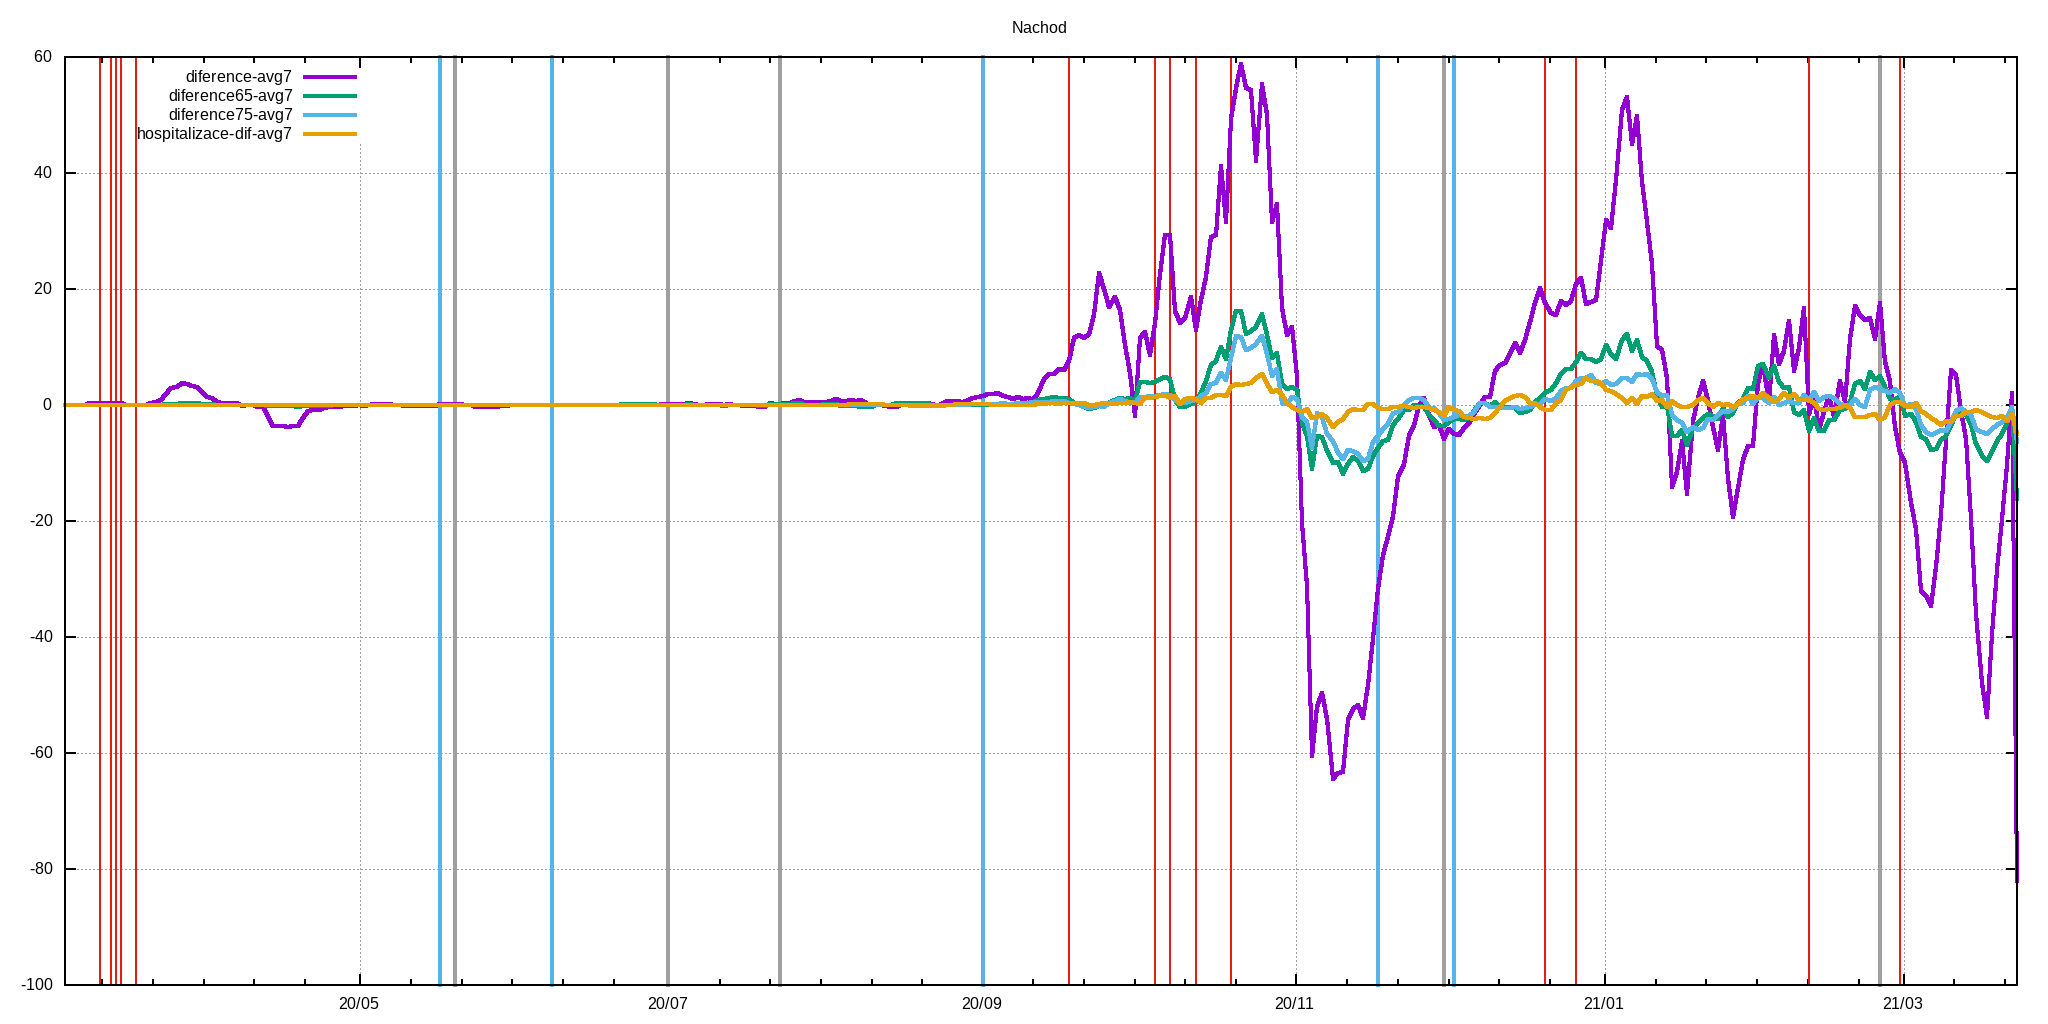 Nachod
diference-avg7
diference65-avg7
diference75-avg7
hospitalizace-dif-avg7
60
40
20
0
-20
-40
-60
-80
-100
20/05 20/07 20/09 20/11 21/01 21/03